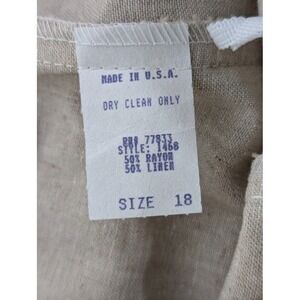 MADE IN U.S.A.
DRY CLEAN ONLY
RN# 77833
STYLE: 1468
50% RAYON
50% LINEN
SIZE 18